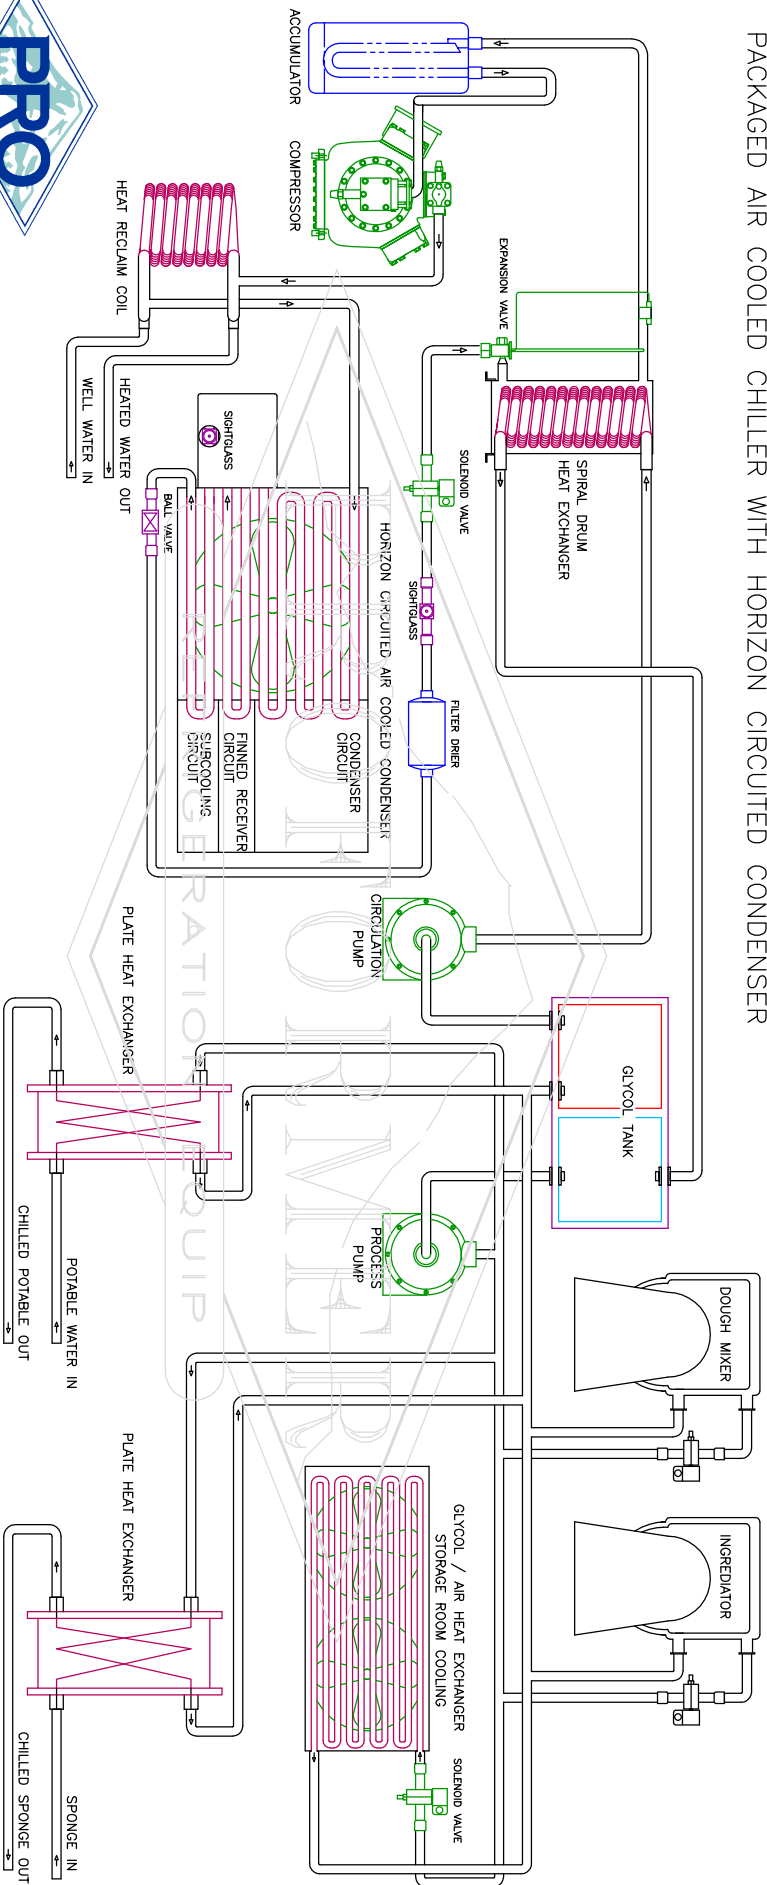 PACKAGED AIR COOLED CHILLER WITH HORIZON CIRCUITED CONDENSER
ACCUMULATOR
COMPRESSOR
EXPANSION VALVE
HEAT RECLAIM COIL
WELL WATER IN
HEATED WATER OUT
SIGHTGLASS
BALL VALVE
SOLENOID VALVE
SPIRAL DRUM
HEAT EXCHANGER
SIGHTGLASS
FILTER DRIER
HORIZON CIRCUITED AIR COOLED CONDENSER
CONDENSER
CIRCUIT
FINNED RECEIVER
CIRCUIT
SUBCOOLING
CIRCUIT
CIRCULATION
PUMP
GLYCOL TANK
PROCESS
PUMP
PLATE HEAT EXCHANGER
POTABLE WATER IN
CHILLED POTABLE OUT
DOUGH MIXER
INGREDIATOR
PLATE HEAT EXCHANGER
GLYCOL / AIR HEAT EXCHANGER
STORAGE ROOM COOLING
SOLENOID VALVE
SPONGE IN
CHILLED SPONGE OUT
PRO
PROFORMER
REFRIGERATION EQUIP